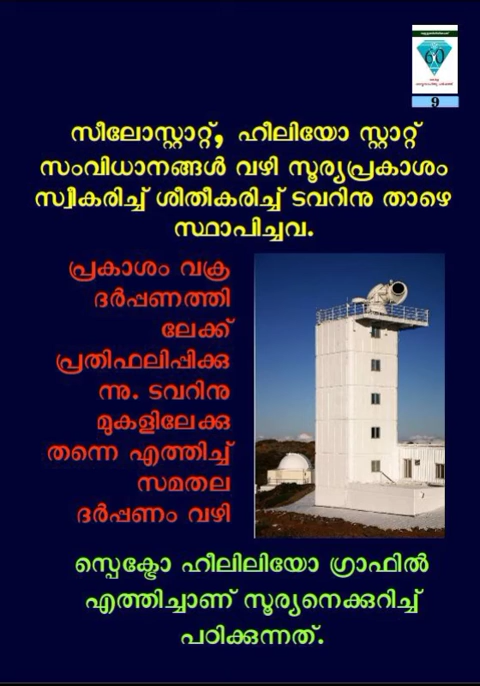 60
9
സീലോസ്റ്റാറ്റ്, ഹീലിയോ സ്റ്റാറ്റ്
സംവിധാനങ്ങൾ വഴി സൂര്യപ്രകാശം
സ്വീകരിച്ച് ശീതീകരിച്ച് ടവറിനു താഴെ
സ്ഥാപിച്ചവ.
പ്രകാശം വക്ര
ദർപ്പണത്തി
ലേക്ക്
പ്രതിഫലിപ്പിക്കു
ന്നു. ടവറിനു
മുകളിലേക്കു
തന്നെ എത്തിച്ച്
സമതല
ദർപ്പണം വഴി
സ്പെക്ട്രോ ഹീലിലിയോ ഗ്രാഫിൽ
എത്തിച്ചാണ് സൂര്യനെക്കുറിച്ച്
പഠിക്കുന്നത്.